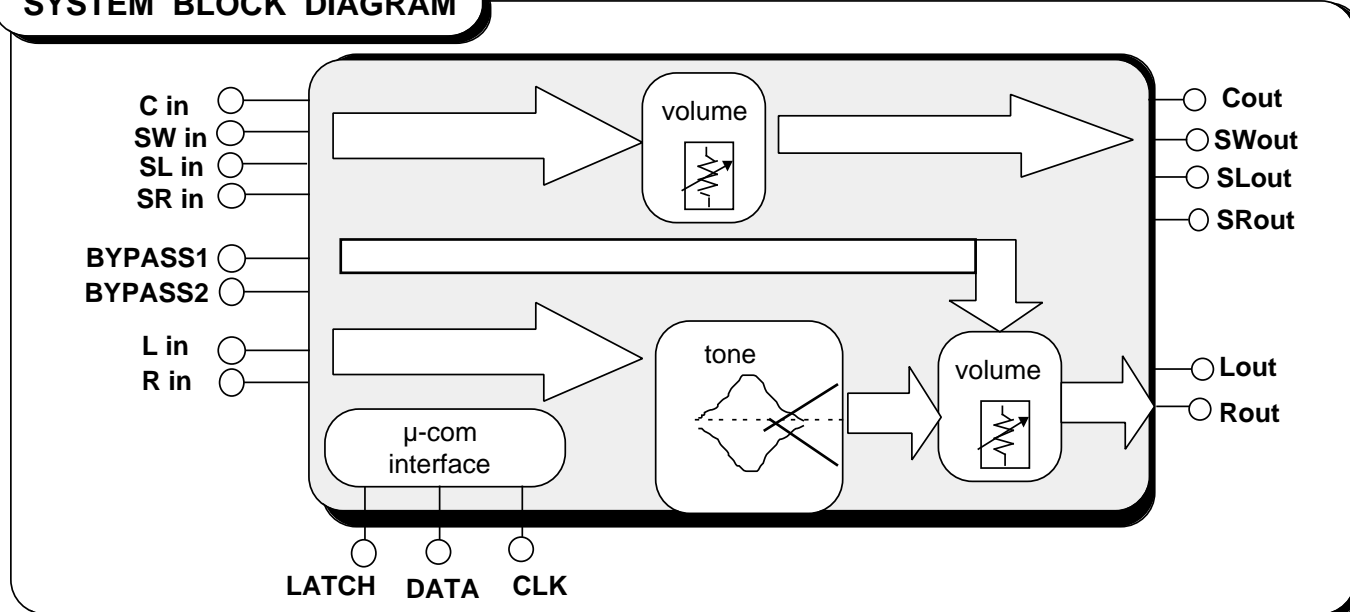 SYSTEM BLOCK DIAGRAM
C in
SW in
SL in
SR in
BYPASS1
BYPASS2
L in
R in
volume
Cout
SWout
SLout
SRout
tone
volume
Lout
Rout
µ-com
interface
LATCH
DATA
CLK